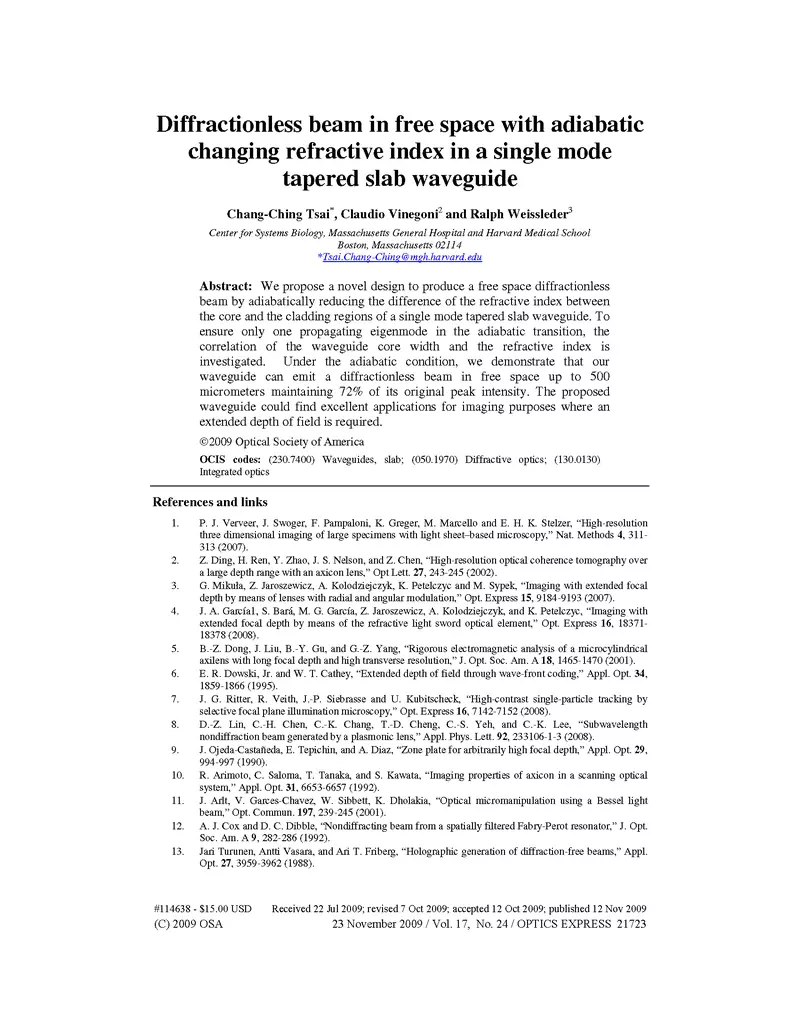 Diffractionless beam in free space with adiabatic
changing refractive index in a single mode
tapered slab waveguide
Chang-Ching Tsai*, Claudio Vinegoni2 and Ralph Weissleder3
Center for Systems Biology, Massachusetts General Hospital and Harvard Medical School
Boston, Massachusetts 02114
*Tsai.Chang-Ching@mgh.harvard.edu
Abstract: We propose a novel design to produce a free space diffractionless
beam by adiabatically reducing the difference of the refractive index between
the core and the cladding regions of a single mode tapered slab waveguide. To
ensure only one propagating eigenmode in the adiabatic transition, the
correlation of the waveguide core width and the refractive index is
investigated. Under the adiabatic condition, we demonstrate that our
waveguide can emit a diffractionless beam in free space up to 500
micrometers maintaining 72% of its original peak intensity. The proposed
waveguide could find excellent applications for imaging purposes where an
extended depth of field is required.
©2009 Optical Society of America
OCIS codes: (230.7400) Waveguides, slab; (050.1970) Diffractive optics; (130.0130)
Integrated optics
References and links
1. P. J. Verveer, J. Swoger, F. Pampaloni, K. Greger, M. Marcello and E. H. K. Stelzer, “High-resolution
three dimensional imaging of large specimens with light sheet–based microscopy,” Nat. Methods 4, 311-
313 (2007).
2. Z. Ding, H. Ren, Y. Zhao, J. S. Nelson, and Z. Chen, “High-resolution optical coherence tomography over
a large depth range with an axicon lens,” Opt Lett. 27, 243-245 (2002).
3. G. Mikuła, Z. Jaroszewicz, A. Kolodziejczyk, K. Petelczyc and M. Sypek, “Imaging with extended focal
depth by means of lenses with radial and angular modulation,” Opt. Express 15, 9184-9193 (2007).
4. J. A. García1, S. Bará, M. G. García, Z. Jaroszewicz, A. Kolodziejczyk, and K. Petelczyc, “Imaging with
extended focal depth by means of the refractive light sword optical element,” Opt. Express 16, 18371-
18378 (2008).
5. B.-Z. Dong, J. Liu, B.-Y. Gu, and G.-Z. Yang, “Rigorous electromagnetic analysis of a microcylindrical
axilens with long focal depth and high transverse resolution,” J. Opt. Soc. Am. A 18, 1465-1470 (2001).
6. E. R. Dowski, Jr. and W. T. Cathey, “Extended depth of field through wave-front coding,” Appl. Opt. 34,
1859-1866 (1995).
7. J. G. Ritter, R. Veith, J.-P. Siebrasse and U. Kubitscheck, “High-contrast single-particle tracking by
selective focal plane illumination microscopy,” Opt. Express 16, 7142-7152 (2008).
8. D.-Z. Lin, C.-H. Chen, C.-K. Chang, T.-D. Cheng, C.-S. Yeh, and C.-K. Lee, “Subwavelength
nondiffraction beam generated by a plasmonic lens,” Appl. Phys. Lett. 92, 233106-1-3 (2008).
9. J. Ojeda-Castañeda, E. Tepichin, and A. Diaz, “Zone plate for arbitrarily high focal depth,” Appl. Opt. 29,
994-997 (1990).
10. R. Arimoto, C. Saloma, T. Tanaka, and S. Kawata, “Imaging properties of axicon in a scanning optical
system,” Appl. Opt. 31, 6653-6657 (1992).
11. J. Arlt, V. Garces-Chavez, W. Sibbett, K. Dholakia, “Optical micromanipulation using a Bessel light
beam,” Opt. Commun. 197, 239-245 (2001).
12. A. J. Cox and D. C. Dibble, “Nondiffracting beam from a spatially filtered Fabry-Perot resonator,” J. Opt.
Soc. Am. A 9, 282-286 (1992).
13. Jari Turunen, Antti Vasara, and Ari T. Friberg, “Holographic generation of diffraction-free beams,” Appl.
Opt. 27, 3959-3962 (1988).
#114638 - $15.00 USD Received 22 Jul 2009; revised 7 Oct 2009; accepted 12 Oct 2009; published 12 Nov 2009
(C) 2009 OSA 23 November 2009 / Vol. 17, No. 24 / OPTICS EXPRESS 21723